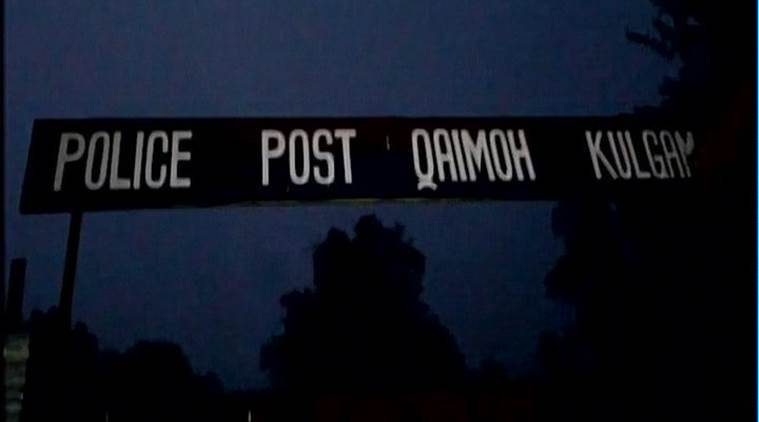 POLICE POST QAIMOH KULGAM